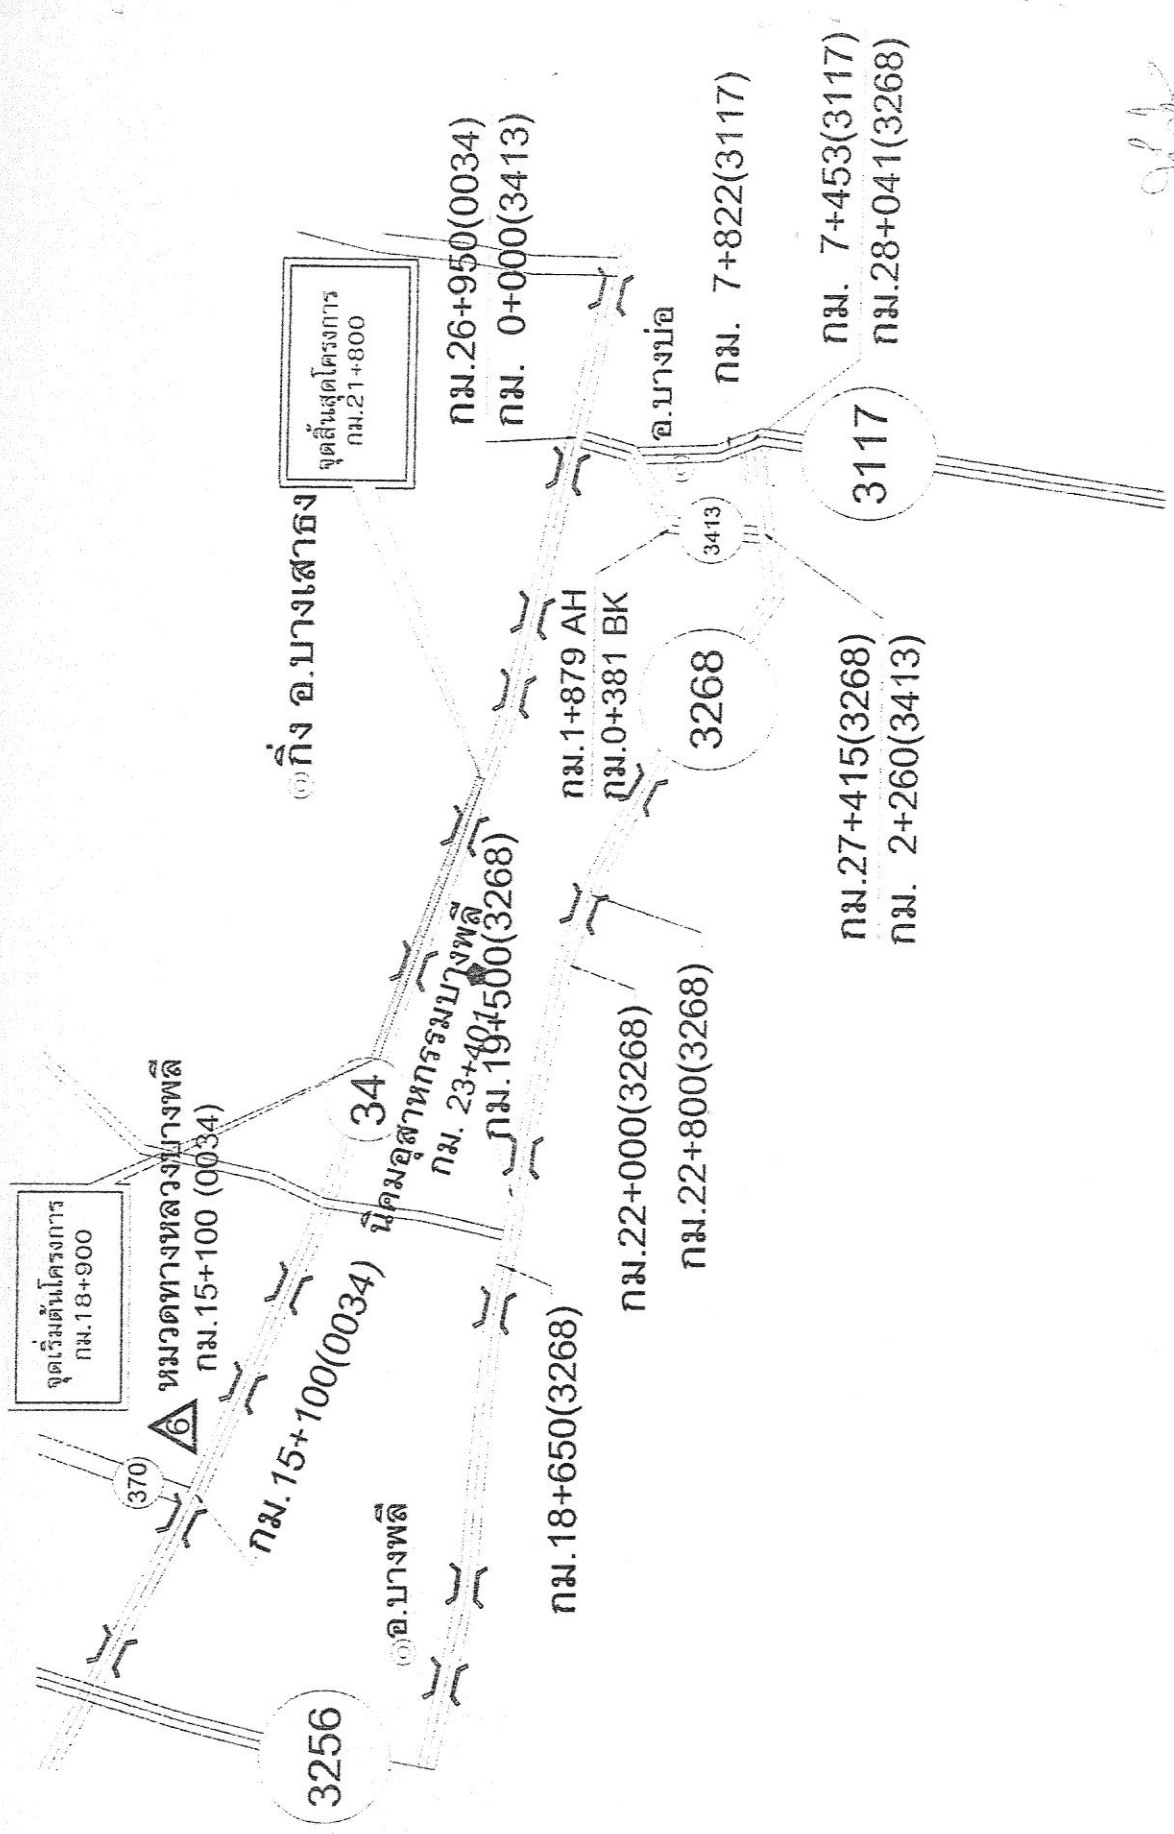 จุดเริ่มต้นโครงการ
กม.18+900
370
6
หมวดทางหลวงบางพลี
กม.15+100 (0034)
กม.15+100(0034)
3256
อ.บางพลี
34
นิคมอุสาหกรรมบางพลี
กม. 23+401
กม.19+500(3268)
กม.18+650(3268)
กม.22+000(3268)
กม.22+800(3268)
กิ่ง อ.บางเสาธง
จุดสิ้นสุดโครงการ
กม.21+800
กม.26+950(0034)
กม. 0+000(3413)
อ.บางบ่อ
กม. 7+822(3117)
กม. 7+453(3117)
กม.28+041(3268)
กม.1+879 AH
กม.0+381 BK
3413
3268
3117
กม.27+415(3268)
กม. 2+260(3413)